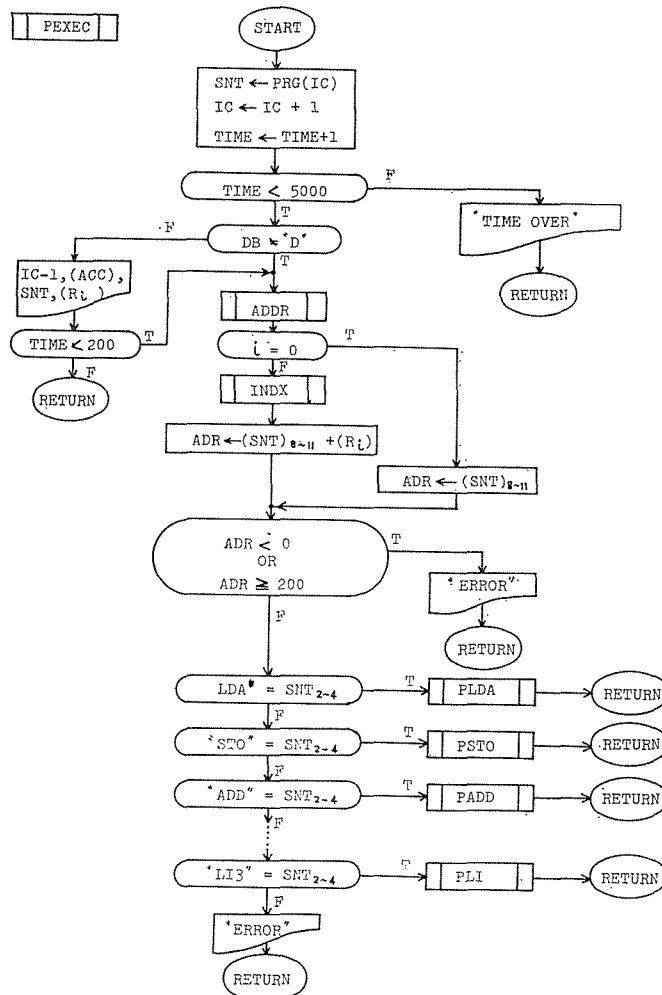 PEXEC
START
SNT ← PRG(IC)
IC ← IC + 1
TIME ← TIME+1
TIME < 5000
F
T
"TIME OVER"
RETURN
DB ≠ "D"
F
T
IC-1,(ACC),
SNT,(Ri)
TIME < 200
T
F
RETURN
ADDR
i = 0
T
F
INDX
ADR ← (SNT)8~11 +(Ri)
ADR ← (SNT)8~11
ADR < 0
OR
ADR ≧ 200
T
F
"ERROR"
RETURN
LDA" = SNT2~4
T
PLDA
RETURN
F
"STO" = SNT2~4
T
PSTO
RETURN
F
"ADD" = SNT2~4
T
PADD
RETURN
F
"LI3" = SNT2~4
T
PLI
RETURN
F
"ERROR"
RETURN